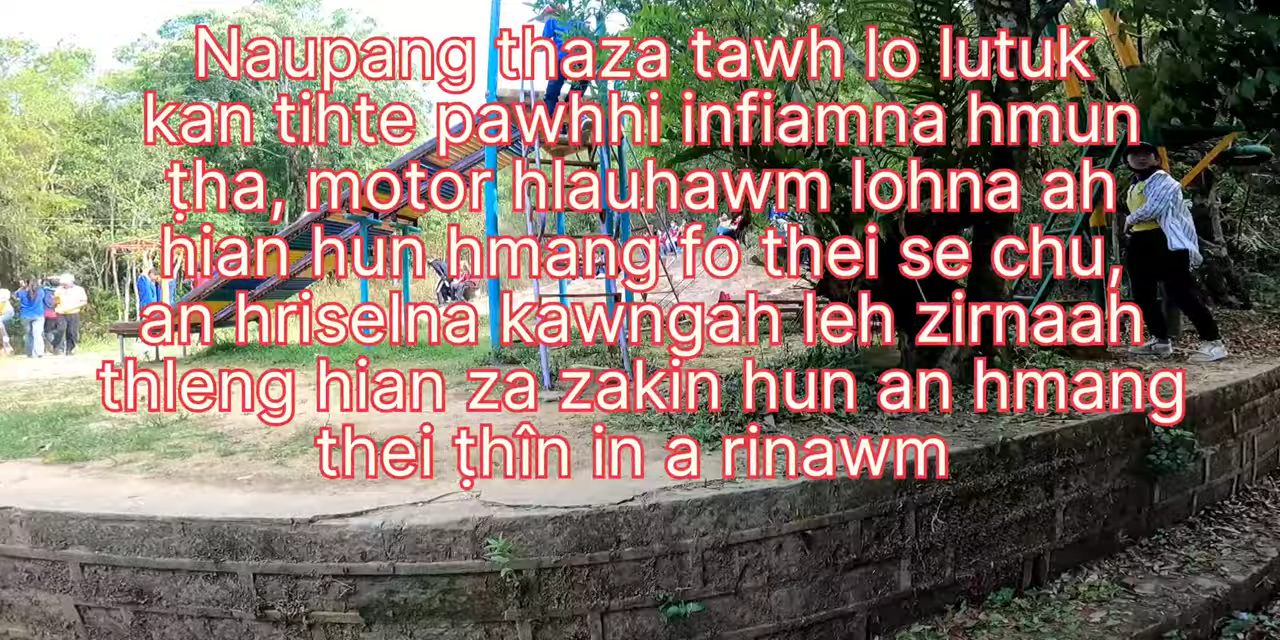 Naupang thaza tawh lo lutuk
kan tihte pawhhi infiamna hmun
ṭha, motor hlauhawm lohna ah
hian hun hmang fo thei se chu,
an hriselna kawngah leh zirnaah
thleng hian za zakin hun an hmang
thei ṭhîn in a rinawm